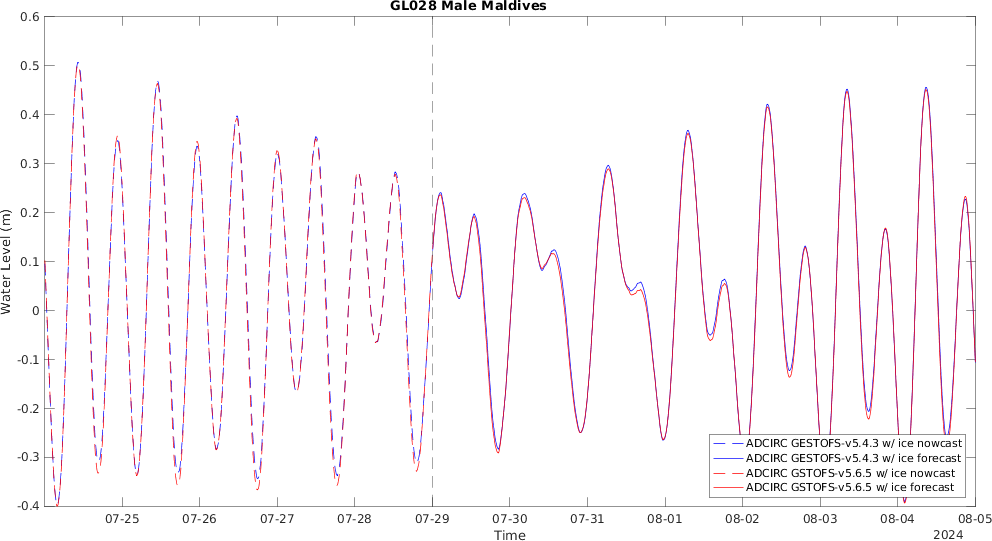 GL028 Male Maldives
0.6
0.5
0.4
0.3
0.2
0.1
0
-0.1
-0.2
-0.3
-0.4
Water Level (m)
ADCIRC GESTOFS-v5.4.3 w/ ice nowcast
ADCIRC GESTOFS-v5.4.3 w/ ice forecast
ADCIRC GSTOFS-v5.6.5 w/ ice nowcast
ADCIRC GSTOFS-v5.6.5 w/ ice forecast
07-25 07-26 07-27 07-28 07-29 07-30 07-31 08-01 08-02 08-03 08-04 08-05
Time
2024